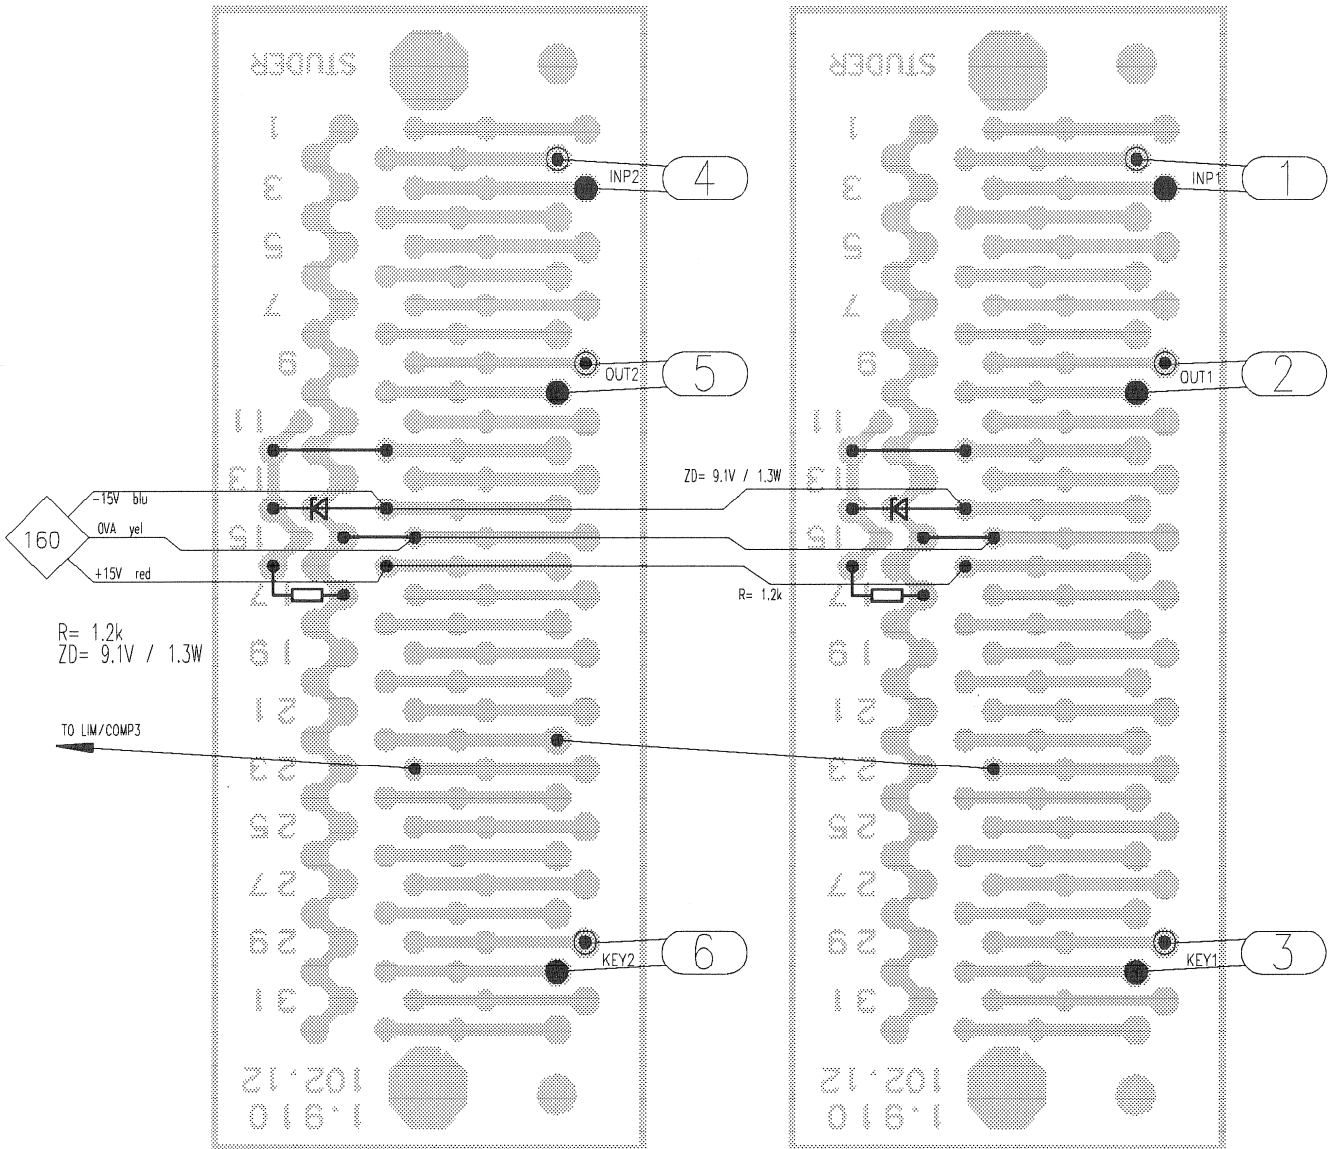 STUDER
STUDER
1
1
INP2
4
INP1
1
3
3
5
5
7
7
9
9
OUT2
5
OUT1
2
11
11
13
ZD= 9.1V / 1.3W
13
-15V blu
160
0VA yel
15
15
+15V red
17
R= 1.2k
17
R= 1.2k
ZD= 9.1V / 1.3W
19
19
21
21
TO LIM/COMP3
23
23
25
25
27
27
29
29
KEY2
6
KEY1
3
31
31
102.12
102.12
1.910
1.910